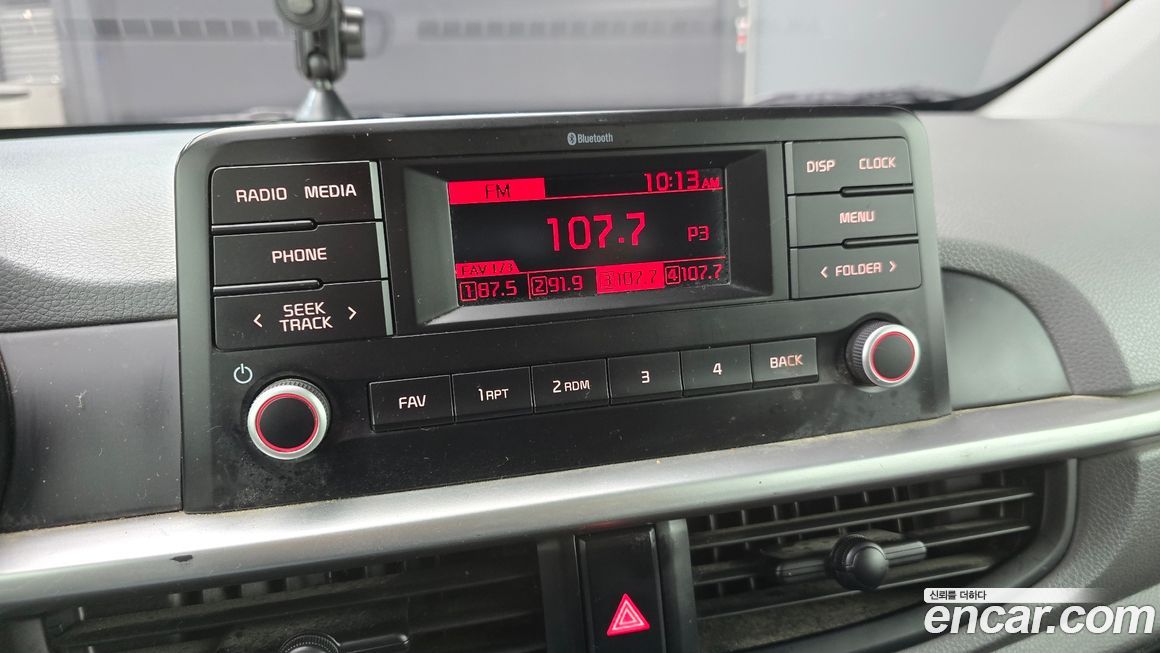 Bluetooth
RADIO MEDIA
PHONE
< SEEK TRACK >
FM 10:13 AM
107.7 P3
FAV 1/3
1 87.5 2 91.9 3 107.7 4 107.7
DISP CLOCK
MENU
< FOLDER >
FAV 1 RPT 2 RDM 3 4 BACK
신뢰를 더하다
encar.com